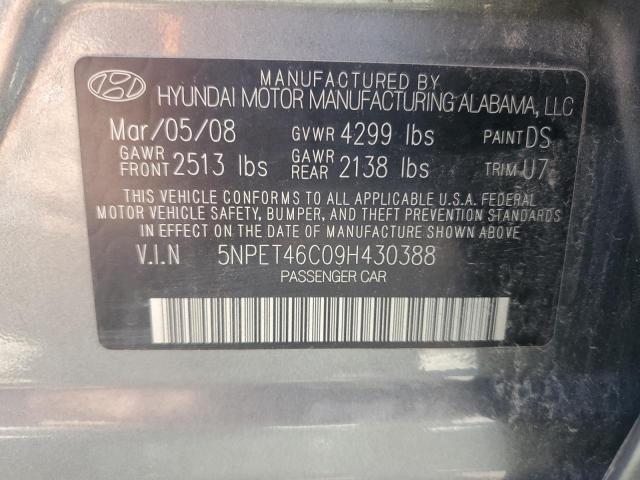 MANUFACTURED BY
HYUNDAI MOTOR MANUFACTURING ALABAMA, LLC
Mar/05/08 GVWR 4299 lbs PAINT DS
GAWR FRONT 2513 lbs GAWR REAR 2138 lbs TRIM U7
THIS VEHICLE CONFORMS TO ALL APPLICABLE U.S.A. FEDERAL
MOTOR VEHICLE SAFETY, BUMPER, AND THEFT PREVENTION STANDARDS
IN EFFECT ON THE DATE OF MANUFACTURE SHOWN ABOVE.
V.I.N 5NPET46C09H430388
PASSENGER CAR